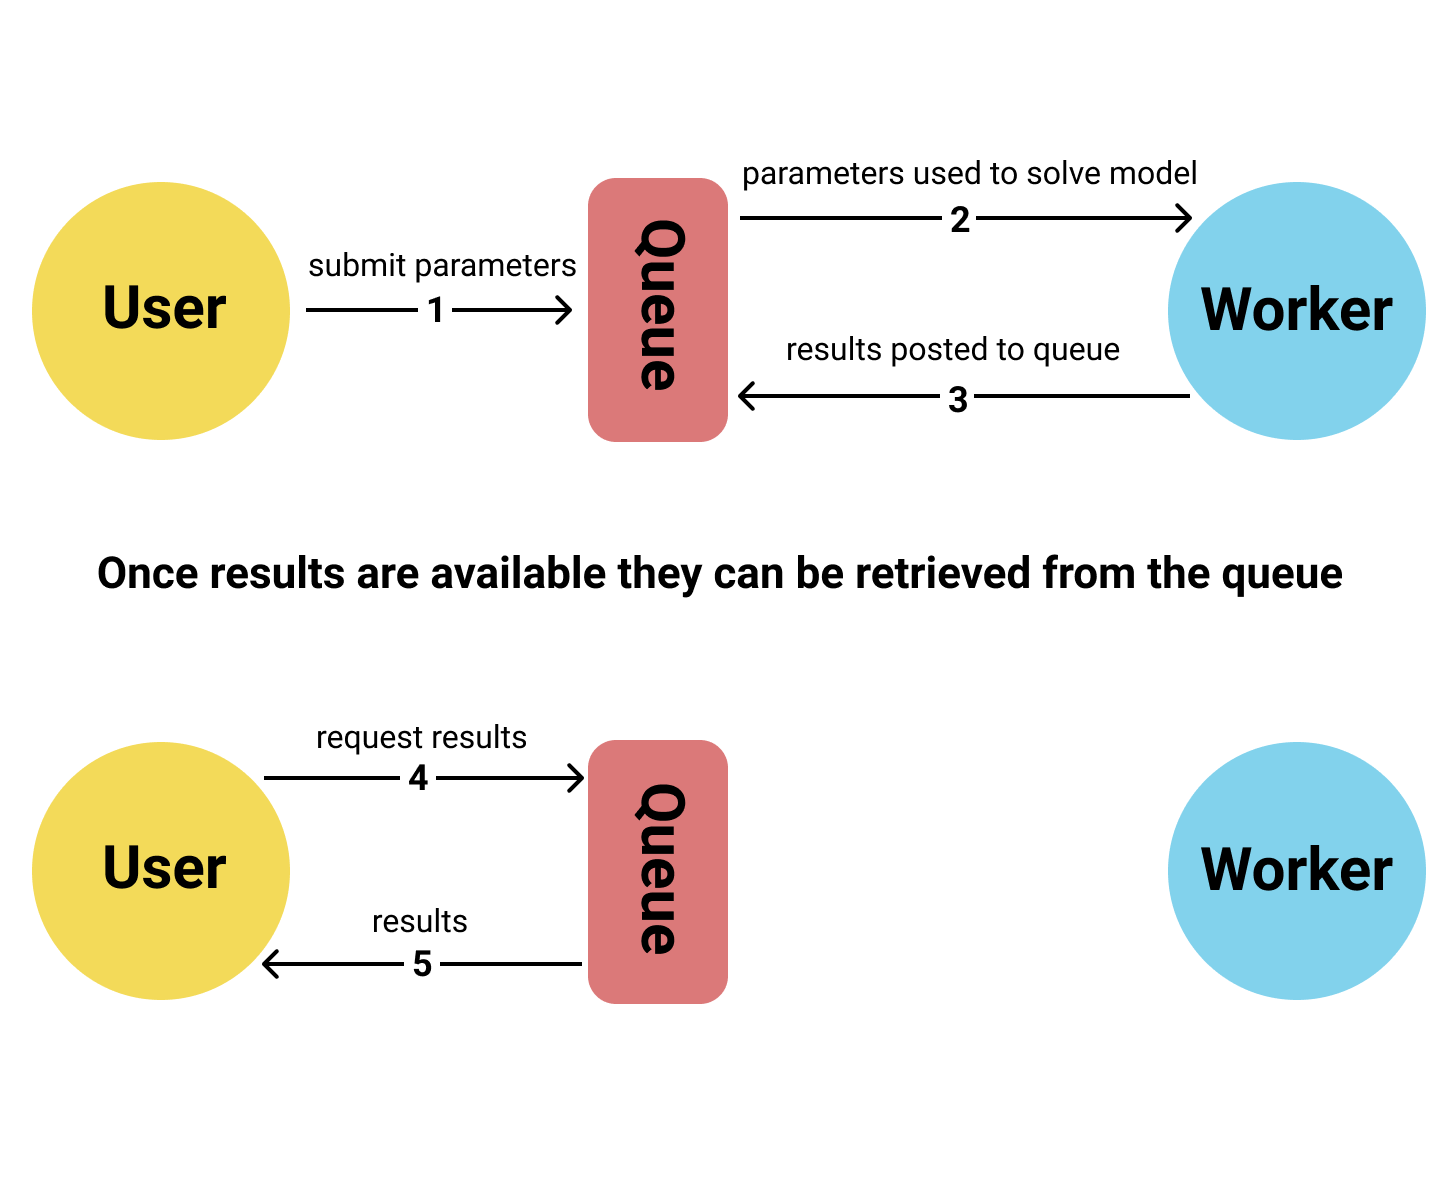 parameters used to solve model
2
submit parameters
1
User
Queue
Worker
results posted to queue
3
Once results are available they can be retrieved from the queue
request results
4
User
Queue
Worker
results
5